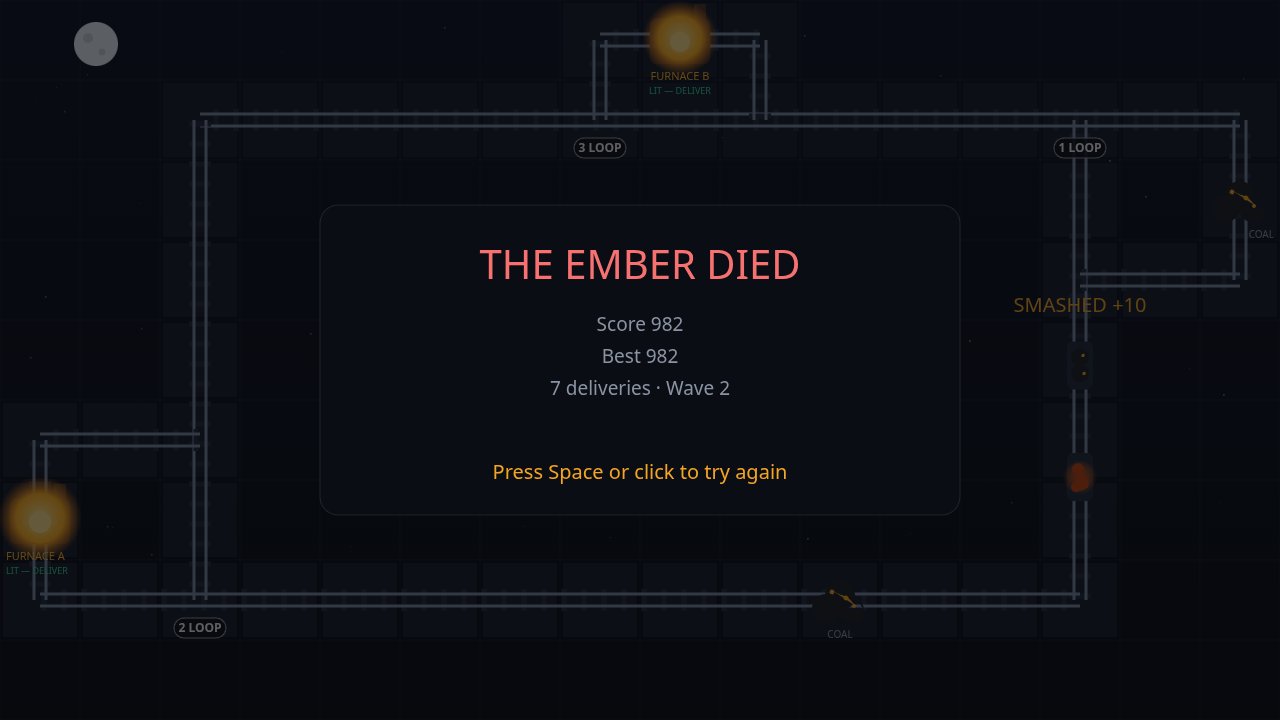 FURNACE B
LIT — DELIVER
3 LOOP
1 LOOP
COAL
THE EMBER DIED
SMASHED +10
Score 982
Best 982
7 deliveries · Wave 2
Press Space or click to try again
FURNACE A
LIT — DELIVER
2 LOOP
COAL